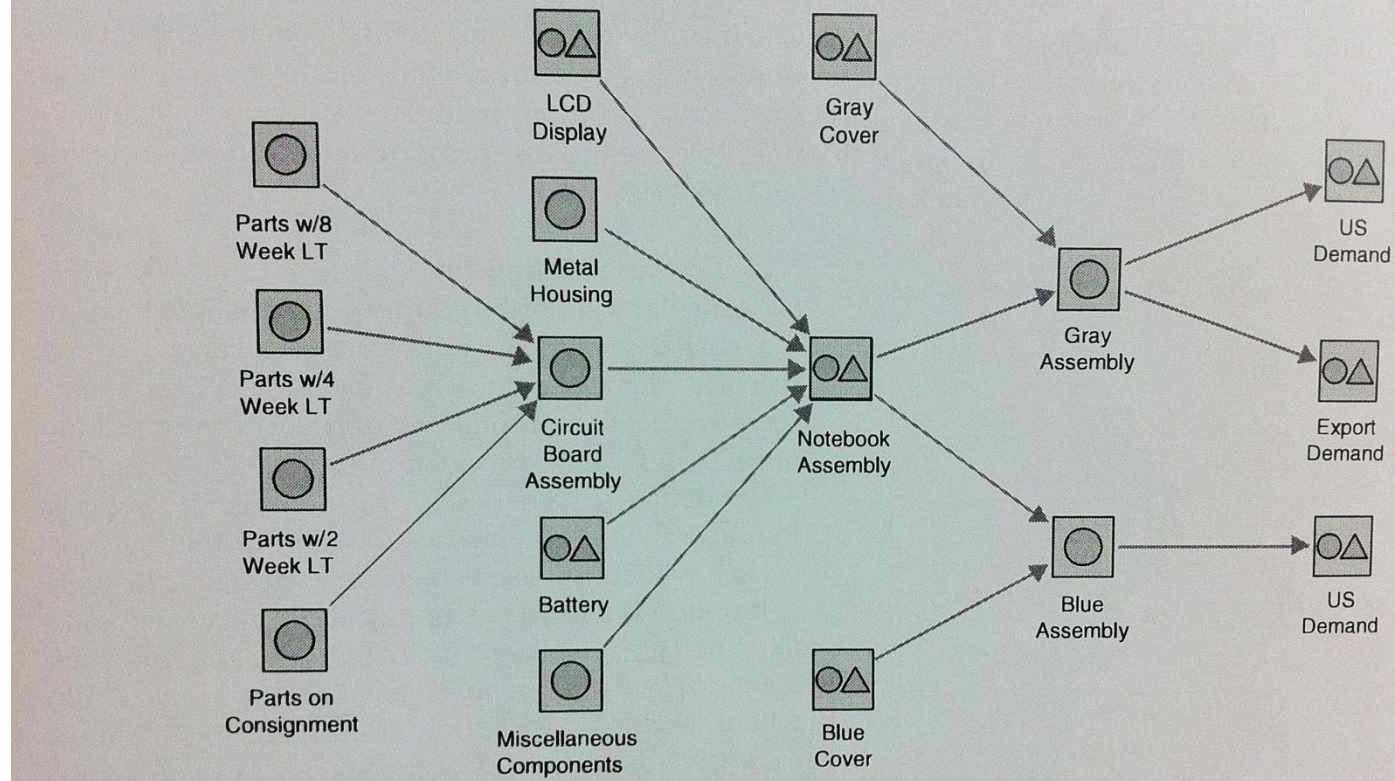 LCD
Display
Gray
Cover
Parts w/8
Week LT
Metal
Housing
US
Demand
Parts w/4
Week LT
Circuit
Board
Assembly
Notebook
Assembly
Gray
Assembly
Export
Demand
Parts w/2
Week LT
Battery
Blue
Assembly
US
Demand
Parts on
Consignment
Miscellaneous
Components
Blue
Cover